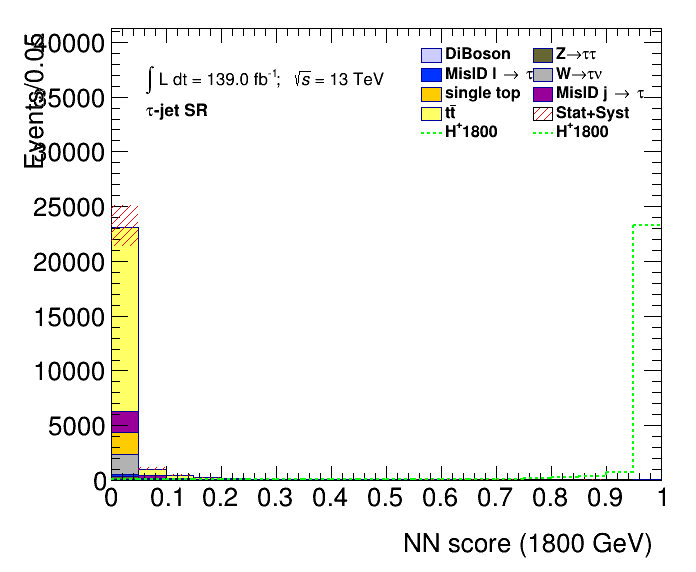 Events/0.05
40000
35000
30000
25000
20000
15000
10000
5000
0
∫ L dt = 139.0 fb⁻¹; √s = 13 TeV
τ-jet SR
DiBoson
Z→ττ
MisID l → τ
W→τν
single top
MisID j → τ
tt̄
Stat+Syst
H⁺1800
H⁺1800
0 0.1 0.2 0.3 0.4 0.5 0.6 0.7 0.8 0.9 1
NN score (1800 GeV)